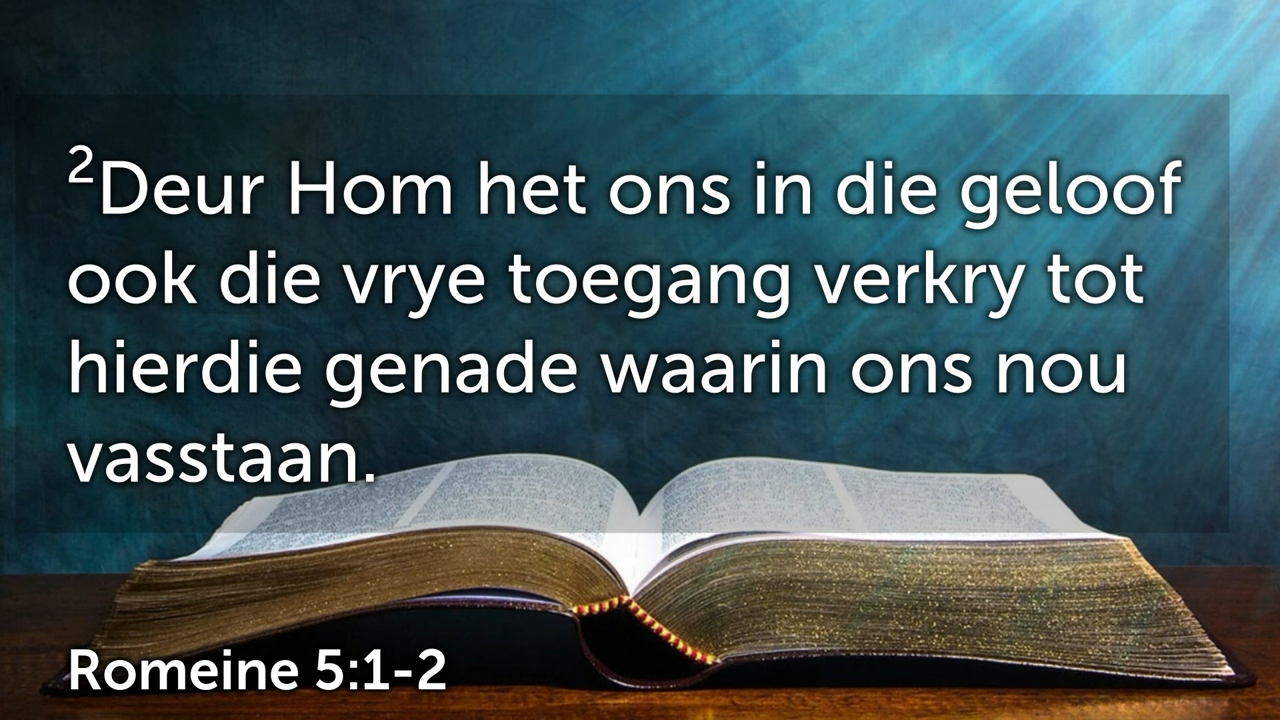 ²Deur Hom het ons in die geloof
ook die vrye toegang verkry tot
hierdie genade waarin ons nou
vasstaan.
Romeine 5:1-2